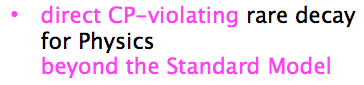 • direct CP-violating rare decay
for Physics
beyond the Standard Model